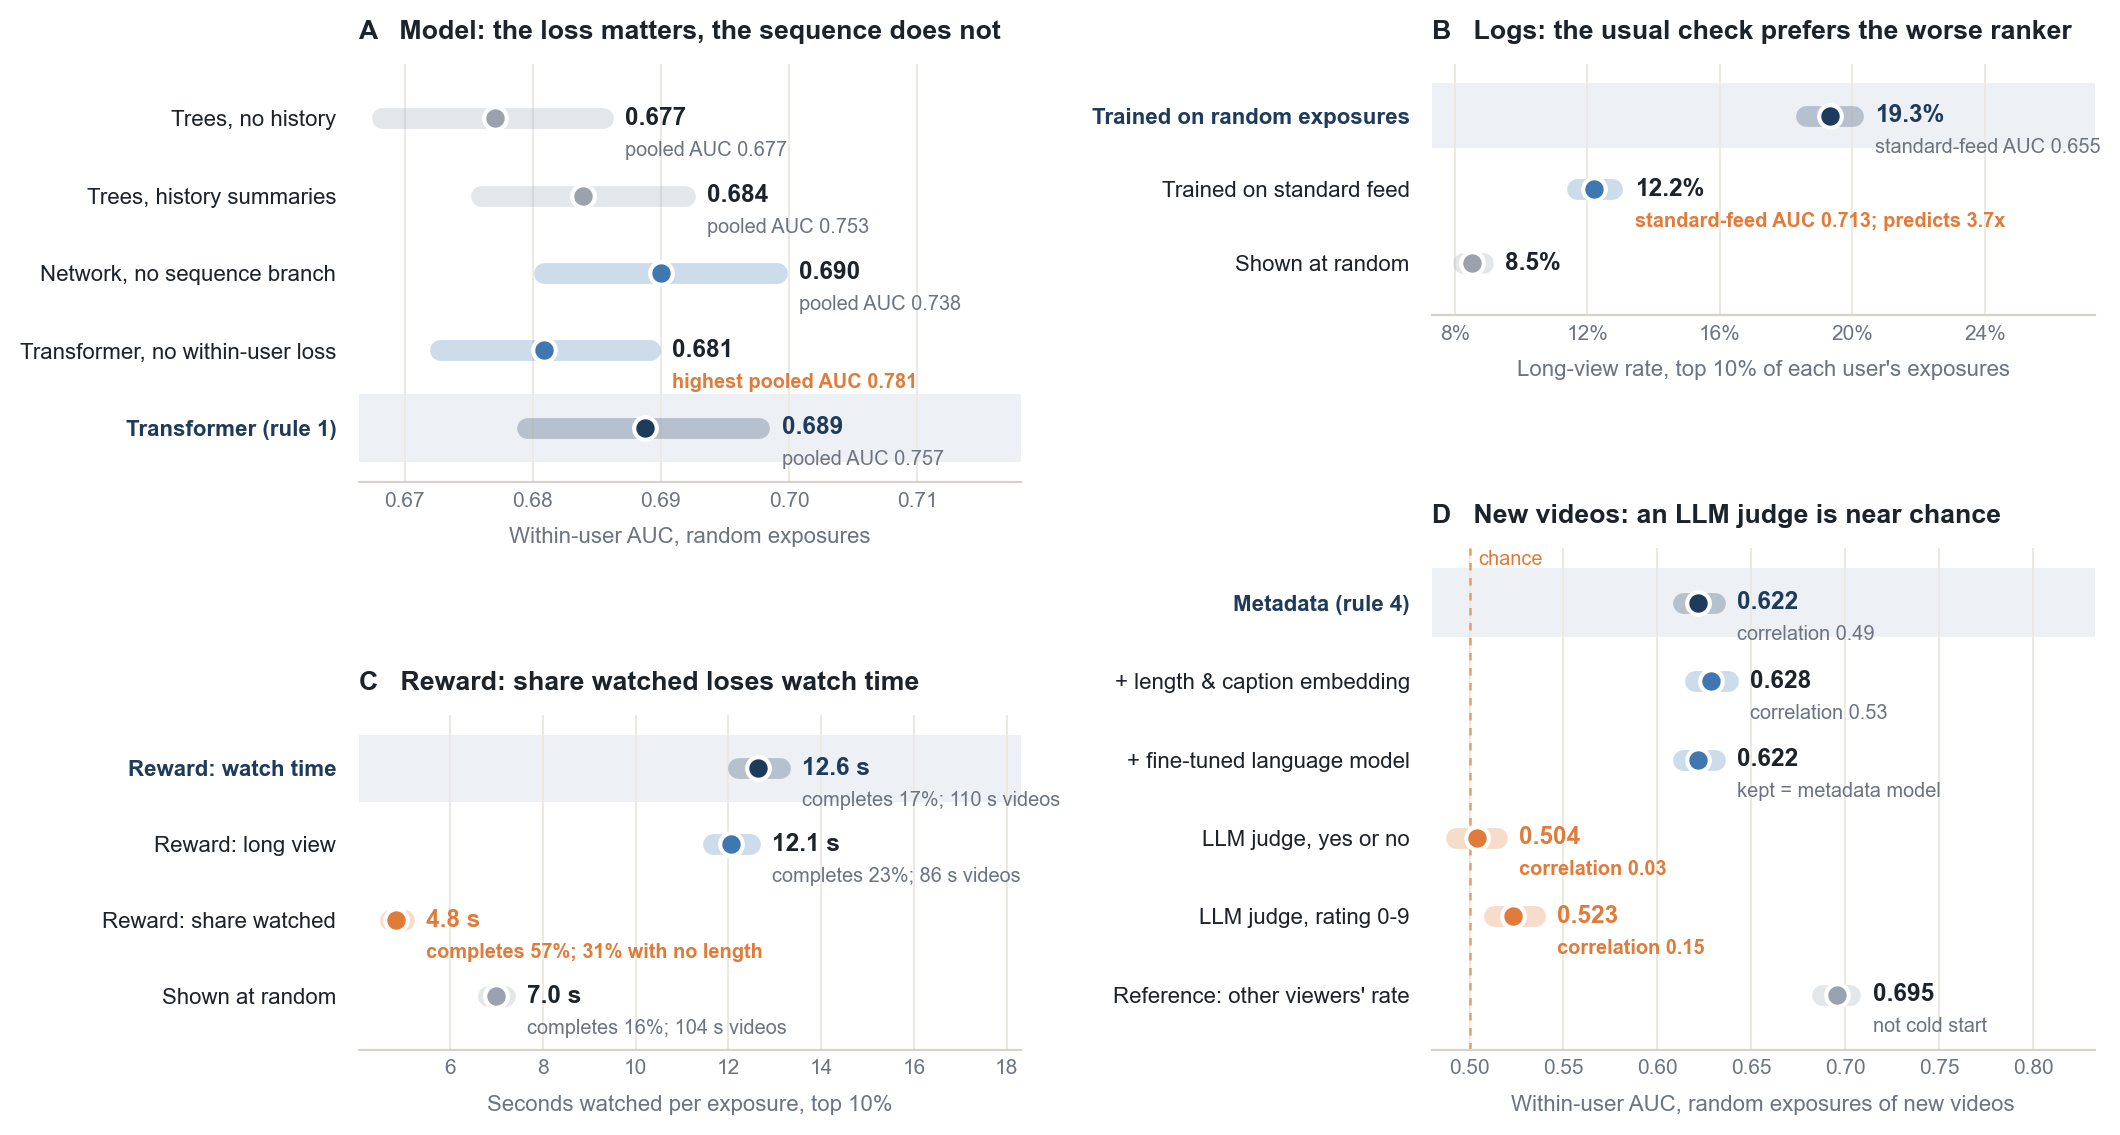 A Model: the loss matters, the sequence does not
Trees, no history
0.677
pooled AUC 0.677
Trees, history summaries
0.684
pooled AUC 0.753
Network, no sequence branch
0.690
pooled AUC 0.738
Transformer, no within-user loss
0.681
highest pooled AUC 0.781
Transformer (rule 1)
0.689
pooled AUC 0.757
0.67 0.68 0.69 0.70 0.71
Within-user AUC, random exposures
B Logs: the usual check prefers the worse ranker
Trained on random exposures
19.3%
standard-feed AUC 0.655
Trained on standard feed
12.2%
standard-feed AUC 0.713; predicts 3.7x
Shown at random
8.5%
8% 12% 16% 20% 24%
Long-view rate, top 10% of each user's exposures
C Reward: share watched loses watch time
Reward: watch time
12.6 s
completes 17%; 110 s videos
Reward: long view
12.1 s
completes 23%; 86 s videos
Reward: share watched
4.8 s
completes 57%; 31% with no length
Shown at random
7.0 s
completes 16%; 104 s videos
6 8 10 12 14 16 18
Seconds watched per exposure, top 10%
D New videos: an LLM judge is near chance
chance
Metadata (rule 4)
0.622
correlation 0.49
+ length & caption embedding
0.628
correlation 0.53
+ fine-tuned language model
0.622
kept = metadata model
LLM judge, yes or no
0.504
correlation 0.03
LLM judge, rating 0-9
0.523
correlation 0.15
Reference: other viewers' rate
0.695
not cold start
0.50 0.55 0.60 0.65 0.70 0.75 0.80
Within-user AUC, random exposures of new videos